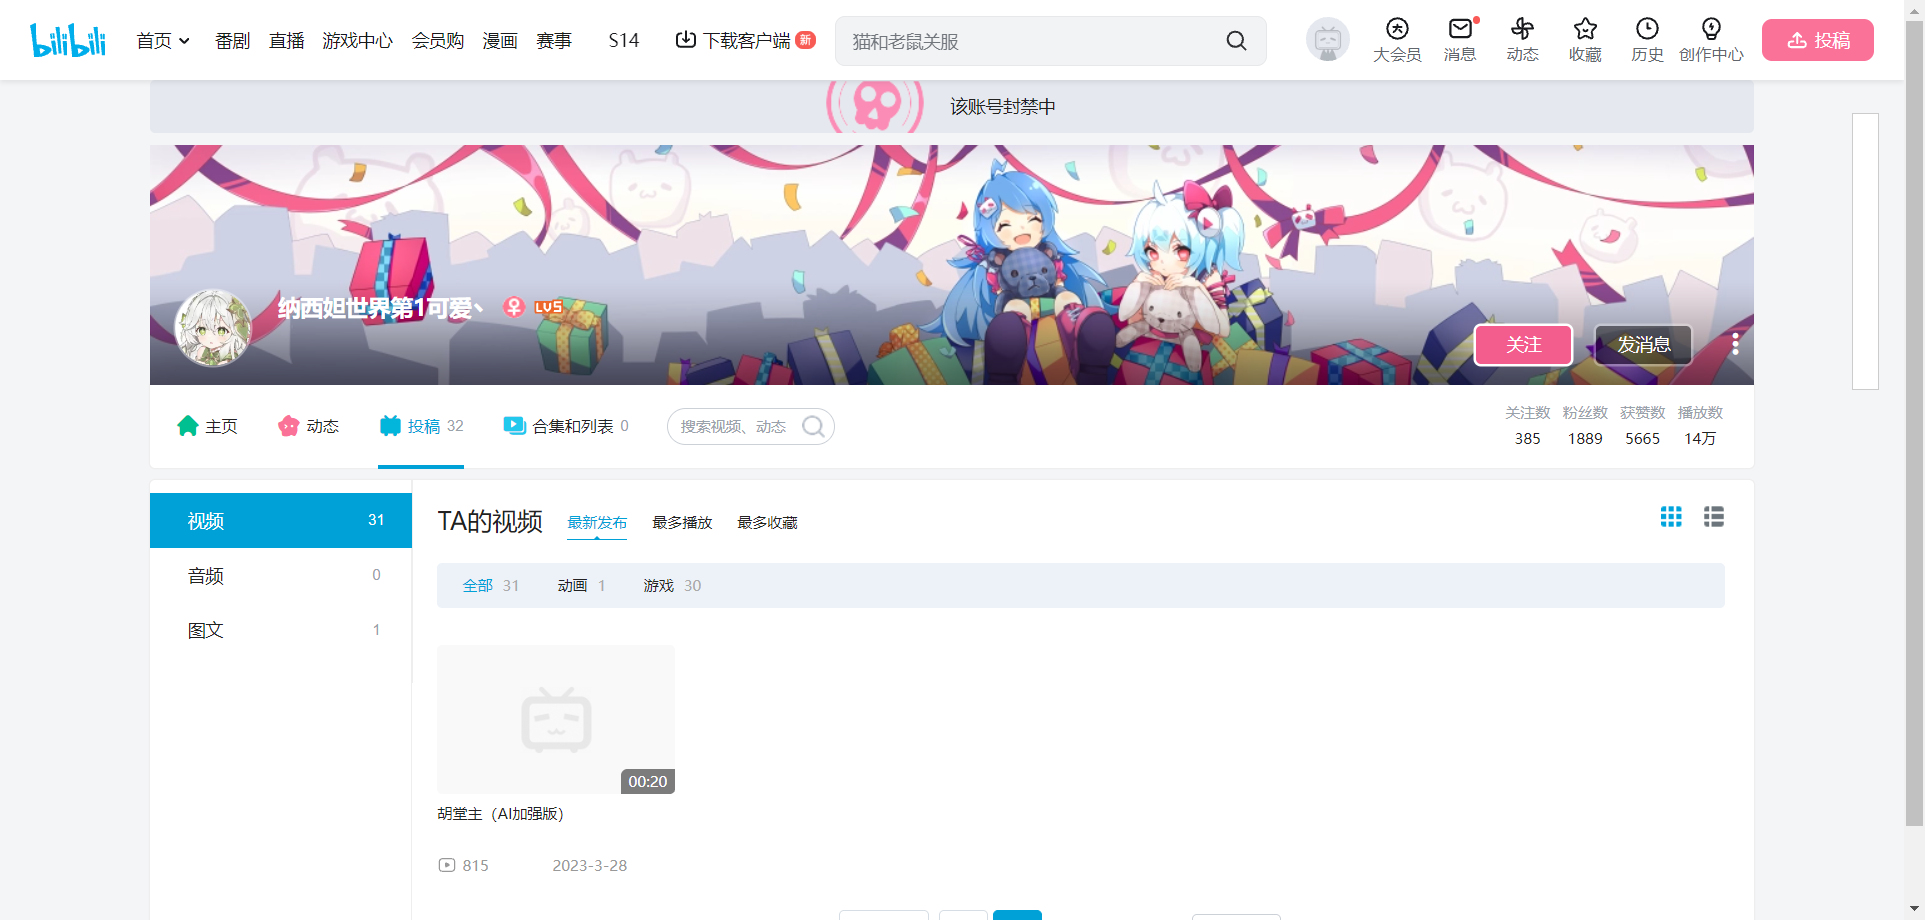 bilibili 首页 番剧 直播 游戏中心 会员购 漫画 赛事 S14 下载客户端 新 猫和老鼠关服 大会员 消息 动态 收藏 历史 创作中心 投稿
该账号封禁中
纳西妲世界第1可爱丶 LV5
关注 发消息
主页 动态 投稿 32 合集和列表 0 搜索视频、动态
关注数 粉丝数 获赞数 播放数
385 1889 5665 14万
视频 31
音频 0
图文 1
TA的视频 最新发布 最多播放 最多收藏
全部 31 动画 1 游戏 30
00:20
胡堂主（AI加强版）
815 2023-3-28